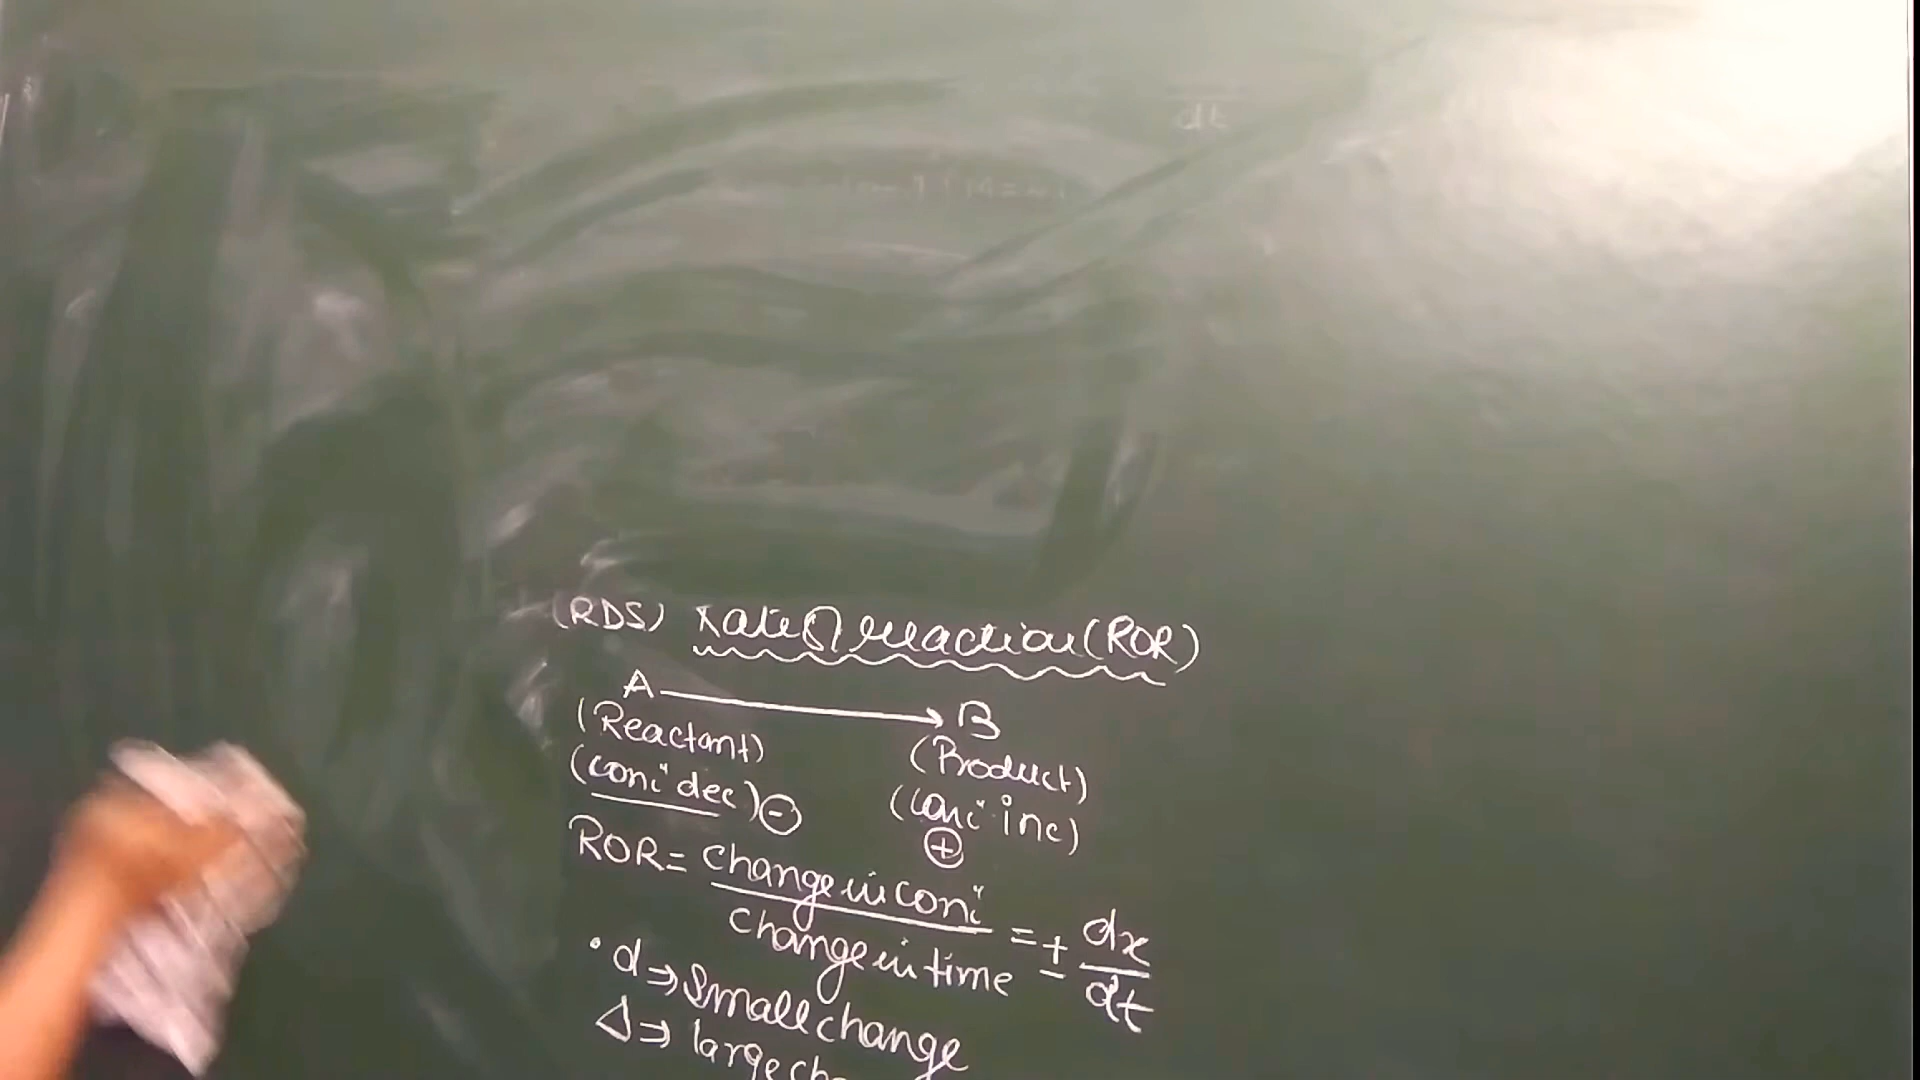 dt
(RDS) Rate of reaction (ROR)
A → B
(Reactant) (Product)
(conc" dec) ⊖ (conc" inc)
⊕
ROR = change in conc" / change in time = ± dx/dt
• d ⇒ Small change
Δ ⇒ large